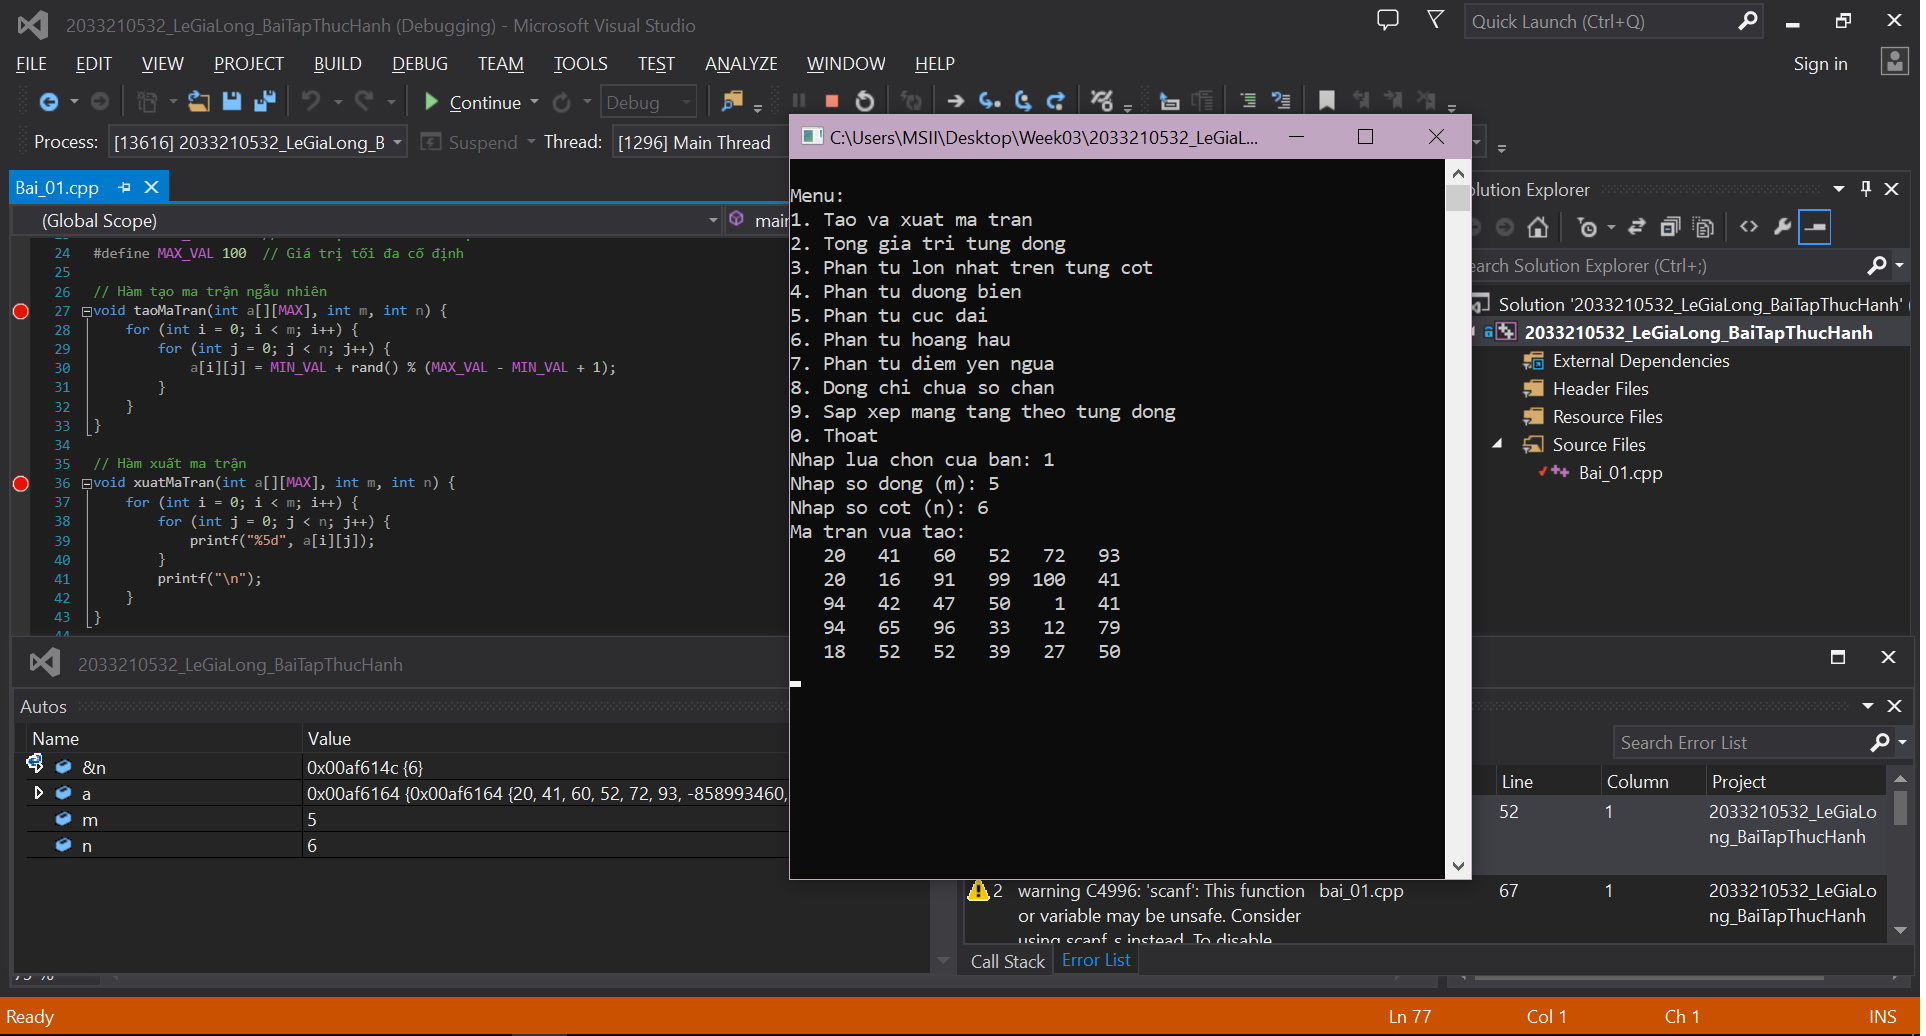 2033210532_LeGiaLong_BaiTapThucHanh (Debugging) - Microsoft Visual Studio
Quick Launch (Ctrl+Q)
FILE EDIT VIEW PROJECT BUILD DEBUG TEAM TOOLS TEST ANALYZE WINDOW HELP
Sign in
Continue
Debug
Process: [13616] 2033210532_LeGiaLong_B
Suspend
Thread: [1296] Main Thread
Bai_01.cpp
(Global Scope)
main
24 #define MAX_VAL 100 // Giá trị tối đa cố định
25
26 // Hàm tạo ma trận ngẫu nhiên
27 void taoMaTran(int a[][MAX], int m, int n) {
28 for (int i = 0; i < m; i++) {
29 for (int j = 0; j < n; j++) {
30 a[i][j] = MIN_VAL + rand() % (MAX_VAL - MIN_VAL + 1);
31 }
32 }
33 }
34
35 // Hàm xuất ma trận
36 void xuatMaTran(int a[][MAX], int m, int n) {
37 for (int i = 0; i < m; i++) {
38 for (int j = 0; j < n; j++) {
39 printf("%5d", a[i][j]);
40 }
41 printf("\n");
42 }
43 }
C:\Users\MSII\Desktop\Week03\2033210532_LeGiaL...
Menu:
1. Tao va xuat ma tran
2. Tong gia tri tung dong
3. Phan tu lon nhat tren tung cot
4. Phan tu duong bien
5. Phan tu cuc dai
6. Phan tu hoang hau
7. Phan tu diem yen ngua
8. Dong chi chua so chan
9. Sap xep mang tang theo tung dong
0. Thoat
Nhap lua chon cua ban: 1
Nhap so dong (m): 5
Nhap so cot (n): 6
Ma tran vua tao:
20 41 60 52 72 93
20 16 91 99 100 41
94 42 47 50 1 41
94 65 96 33 12 79
18 52 52 39 27 50
olution Explorer
earch Solution Explorer (Ctrl+;)
Solution '2033210532_LeGiaLong_BaiTapThucHanh' (
2033210532_LeGiaLong_BaiTapThucHanh
External Dependencies
Header Files
Resource Files
Source Files
Bai_01.cpp
2033210532_LeGiaLong_BaiTapThucHanh
Autos
Name Value
&n 0x00af614c {6}
a 0x00af6164 {0x00af6164 {20, 41, 60, 52, 72, 93, -858993460,
m 5
n 6
Search Error List
Line Column Project
52 1 2033210532_LeGiaLo
ng_BaiTapThucHanh
2 warning C4996: 'scanf': This function bai_01.cpp 67 1 2033210532_LeGiaLo
or variable may be unsafe. Consider ng_BaiTapThucHanh
using scanf_s instead. To disable
Call Stack Error List
Ready
Ln 77 Col 1 Ch 1 INS